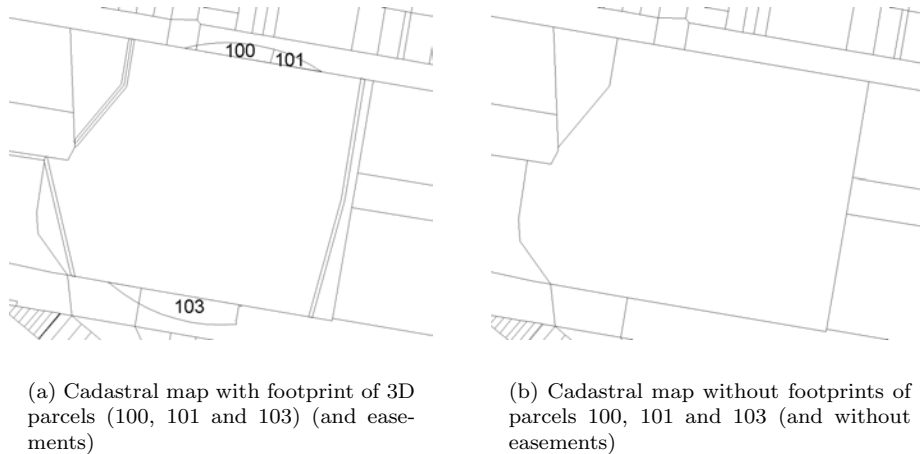 100
101
103
(a) Cadastral map with footprint of 3D
parcels (100, 101 and 103) (and ease-
ments)
(b) Cadastral map without footprints of
parcels 100, 101 and 103 (and without
easements)